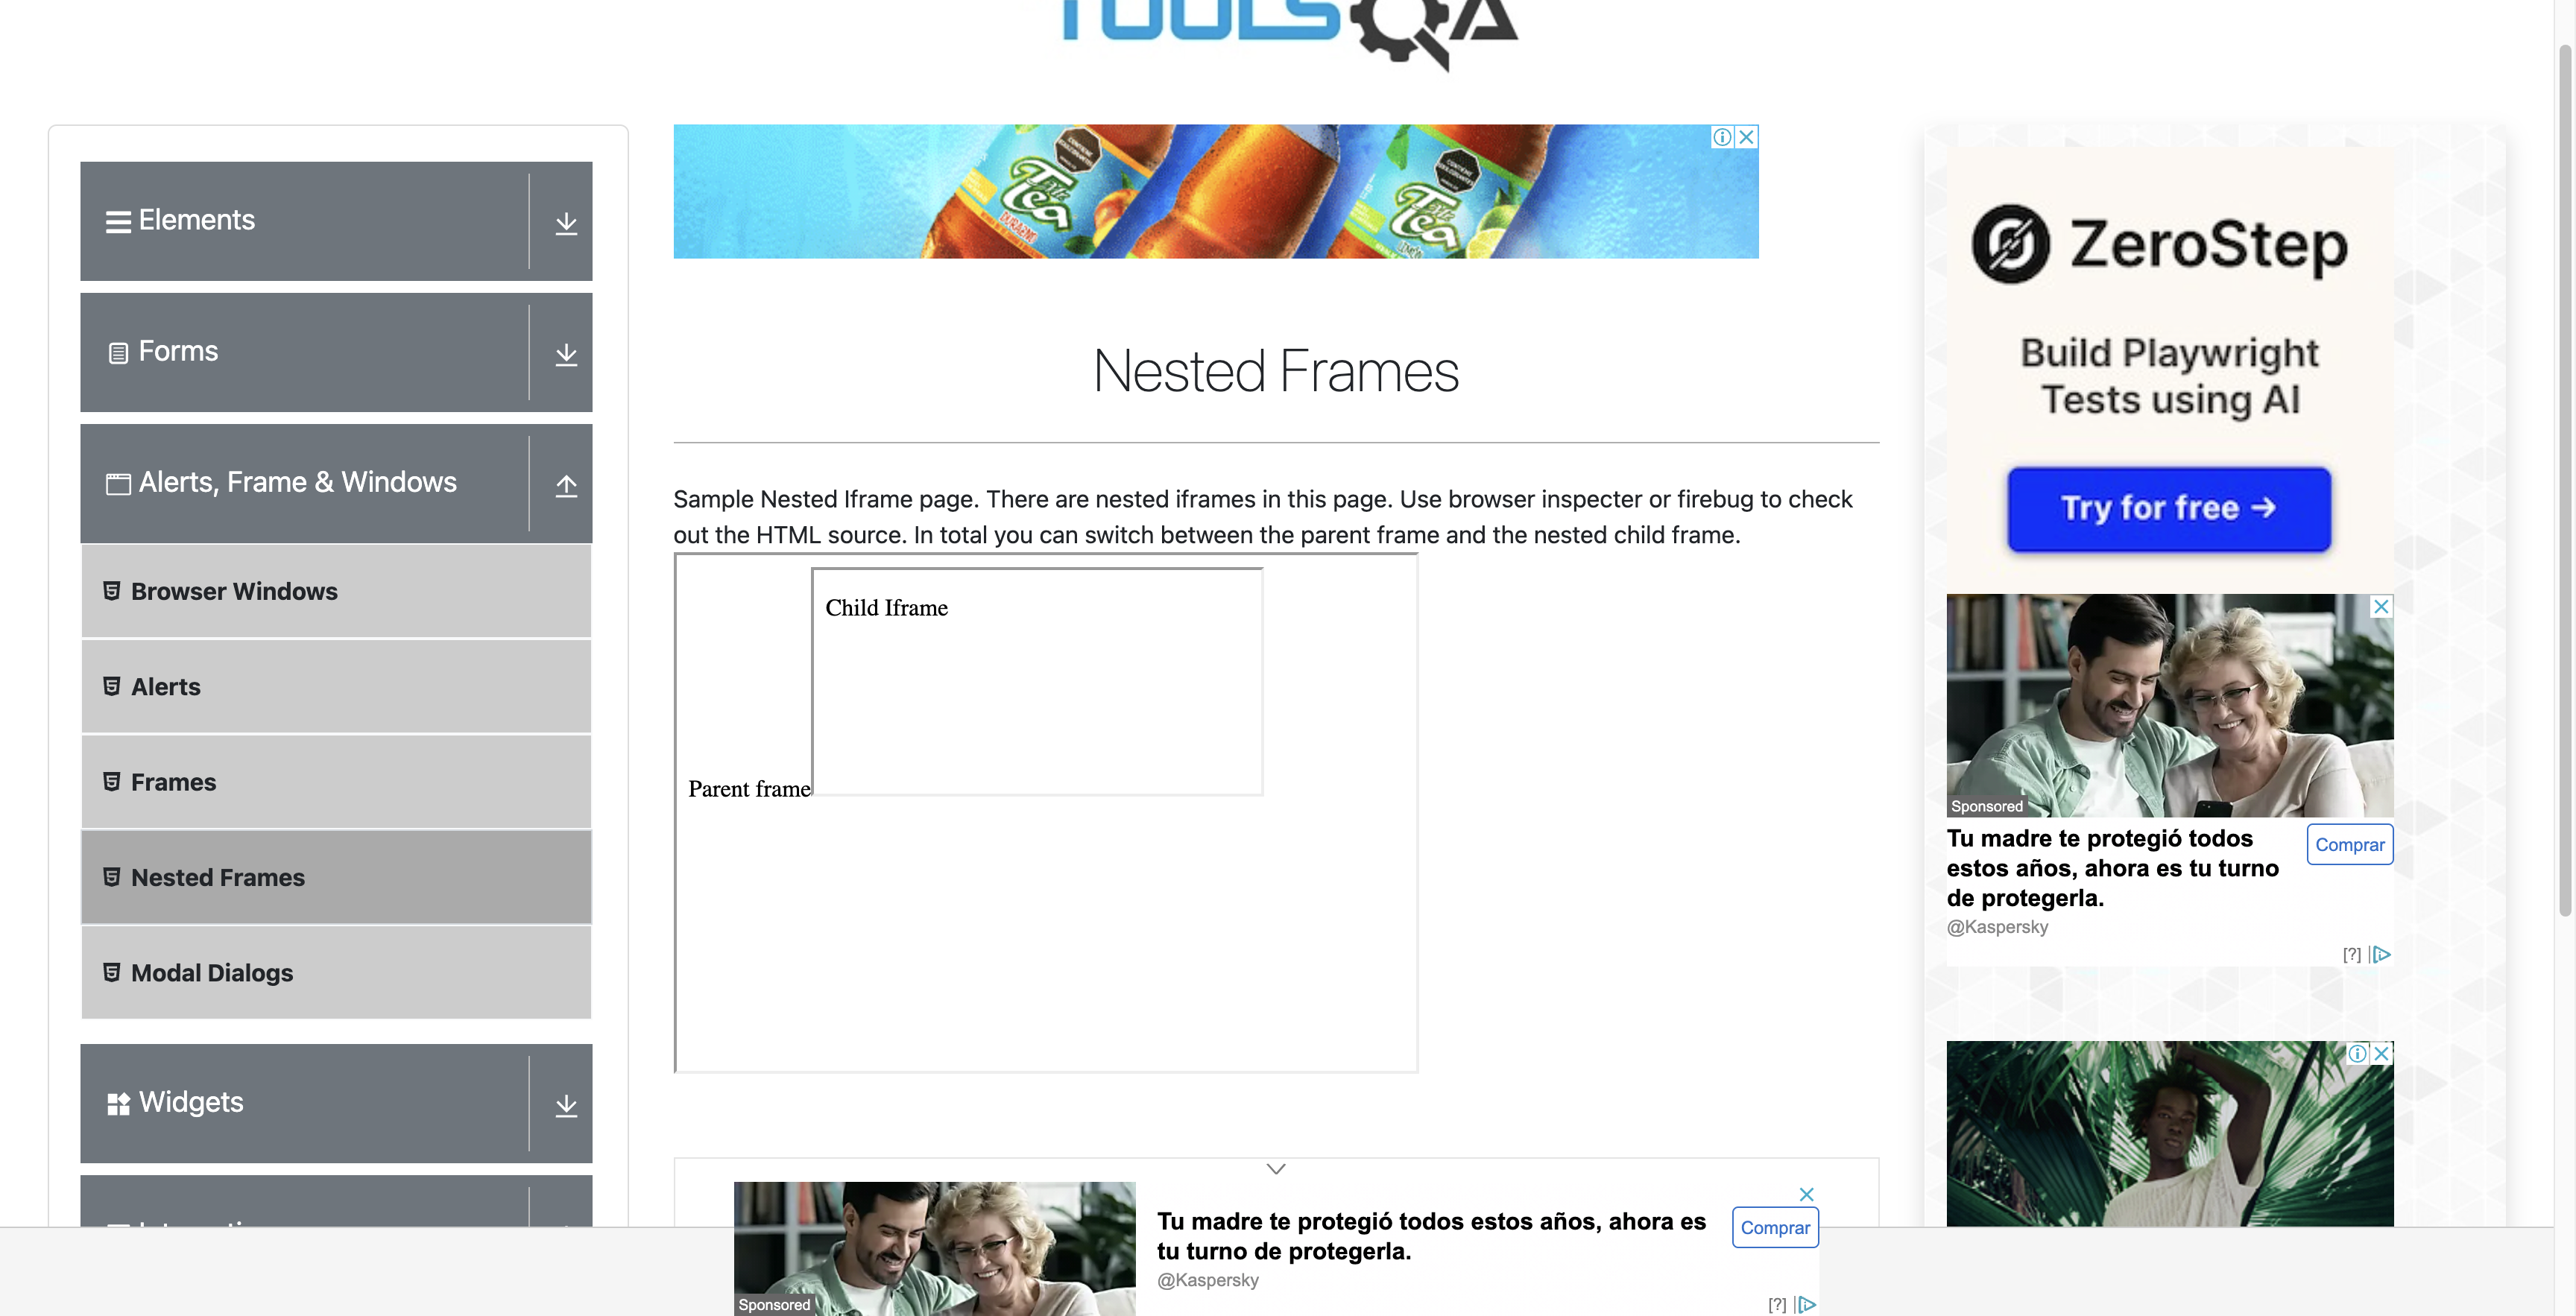 TOOLSQA
Elements
Forms
Alerts, Frame & Windows
Browser Windows
Alerts
Frames
Nested Frames
Modal Dialogs
Widgets
Nested Frames
Sample Nested Iframe page. There are nested iframes in this page. Use browser inspecter or firebug to check
out the HTML source. In total you can switch between the parent frame and the nested child frame.
Child Iframe
Parent frame
Tu madre te protegió todos estos años, ahora es
tu turno de protegerla.
@Kaspersky
Comprar
Sponsored
[?]
ZeroStep
Build Playwright
Tests using AI
Try for free →
Sponsored
Tu madre te protegió todos
estos años, ahora es tu turno
de protegerla.
@Kaspersky
Comprar
[?]